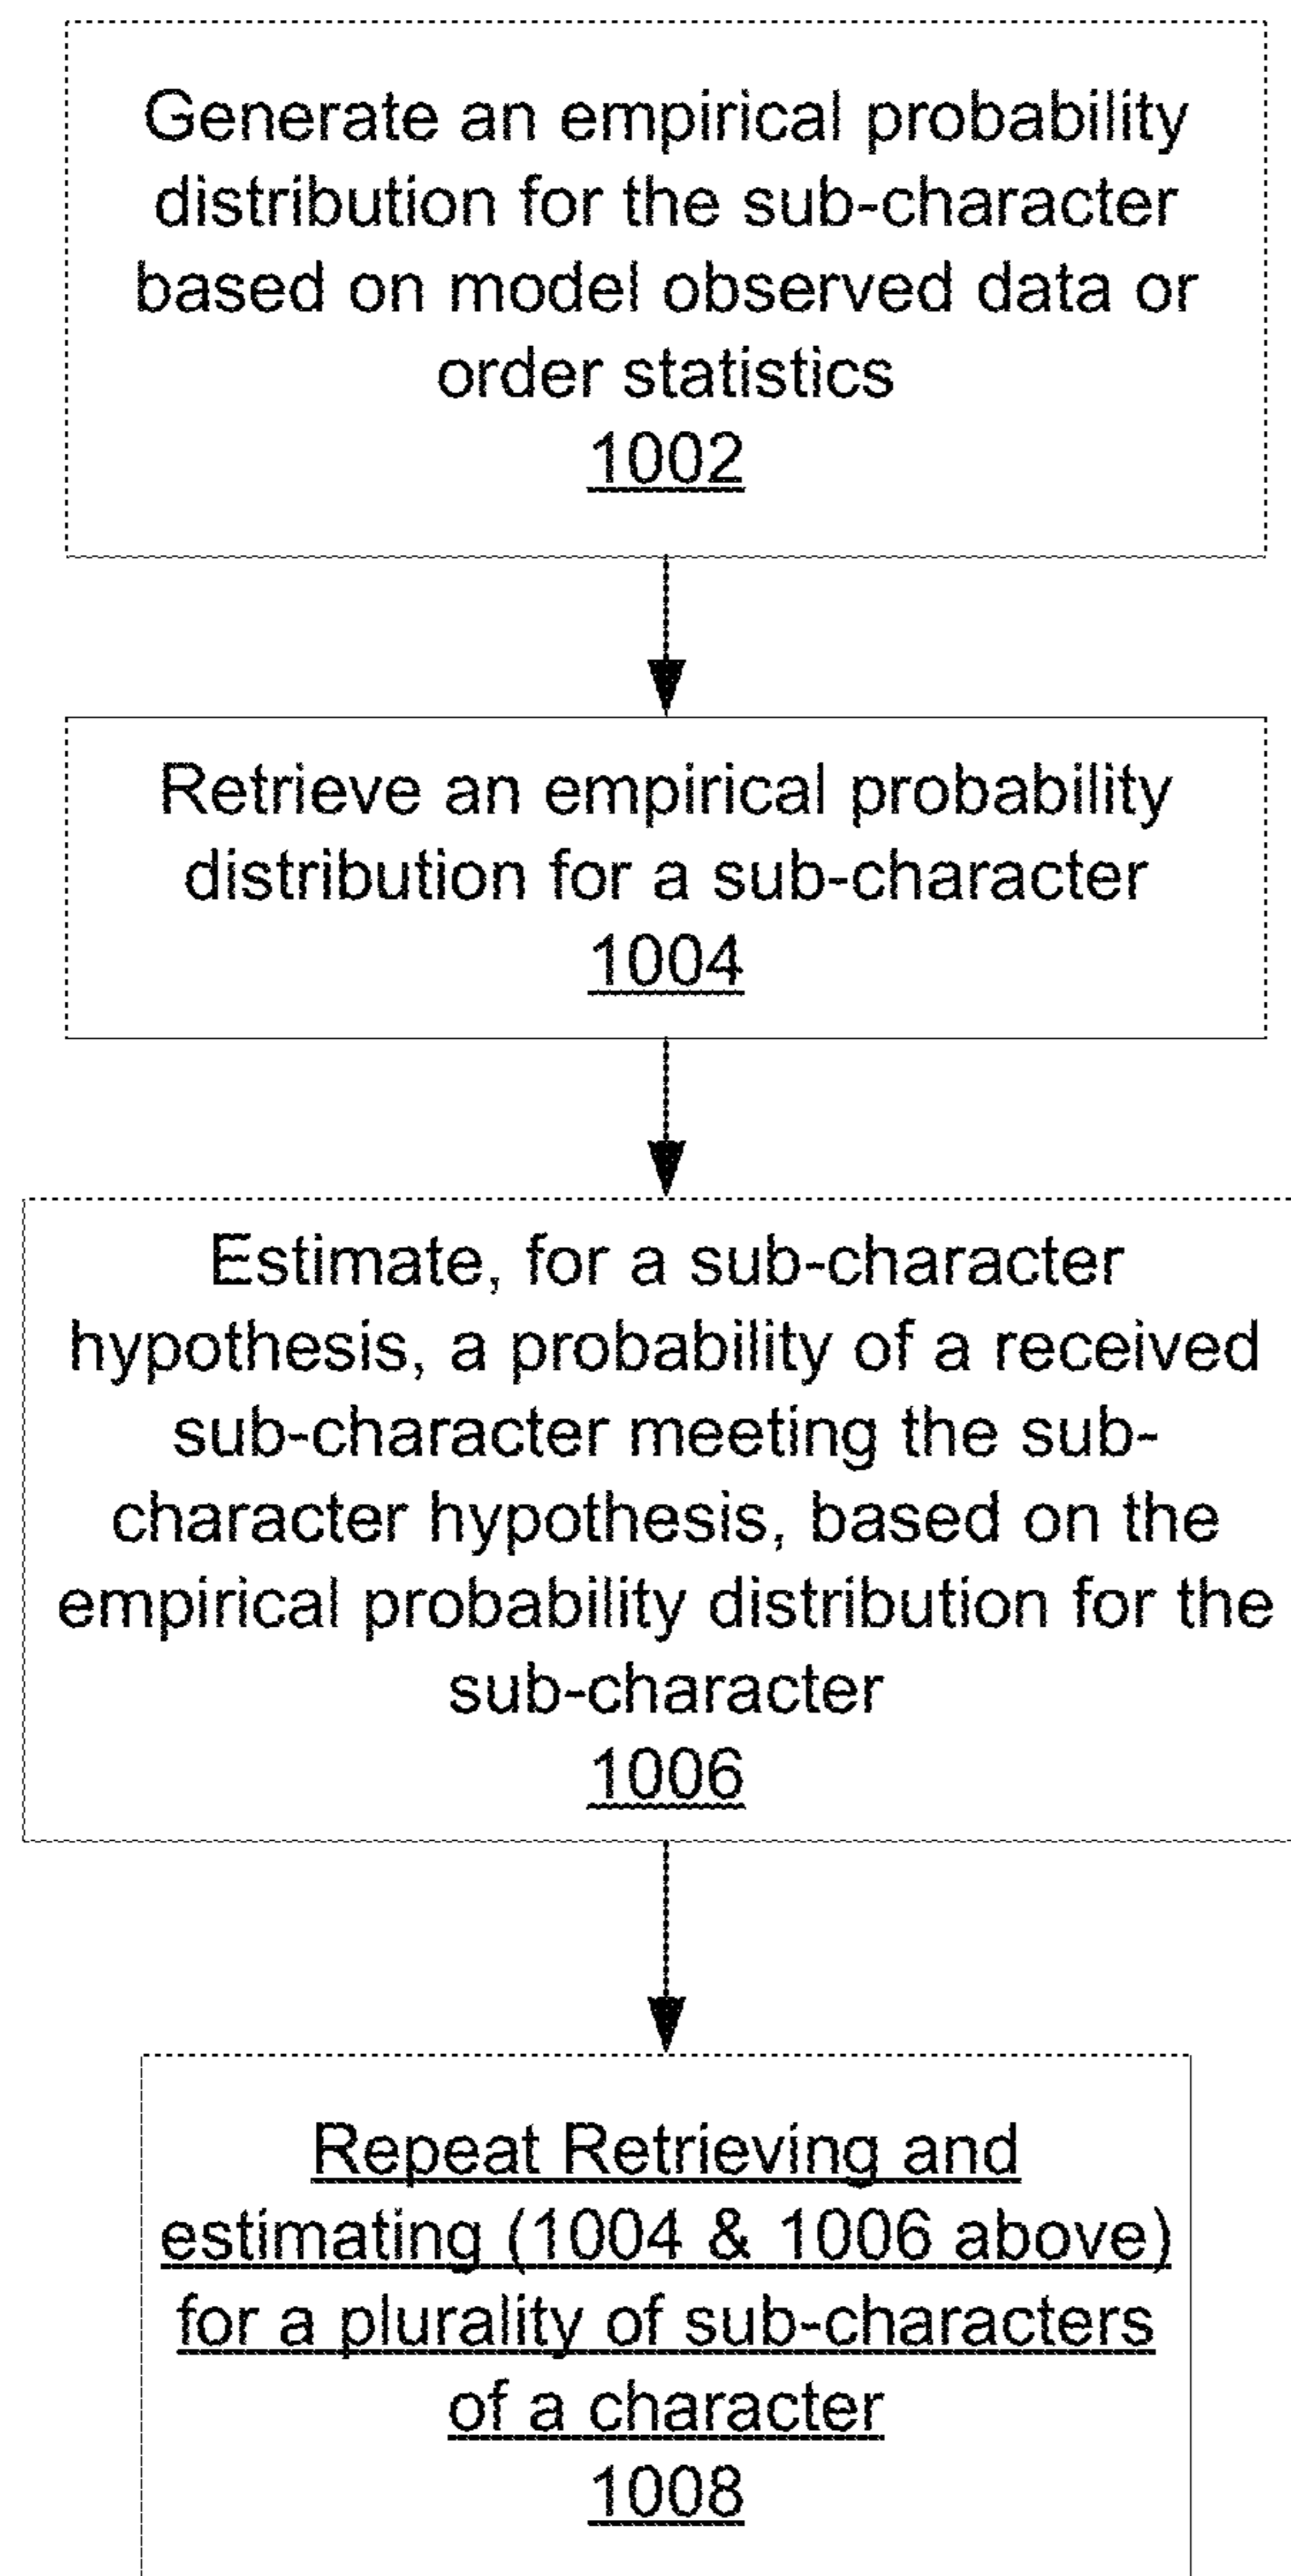 Generate an empirical probability
distribution for the sub-character
based on model observed data or
order statistics
1002
Retrieve an empirical probability
distribution for a sub-character
1004
Estimate, for a sub-character
hypothesis, a probability of a received
sub-character meeting the sub-
character hypothesis, based on the
empirical probability distribution for the
sub-character
1006
Repeat Retrieving and
estimating (1004 & 1006 above)
for a plurality of sub-characters
of a character
1008